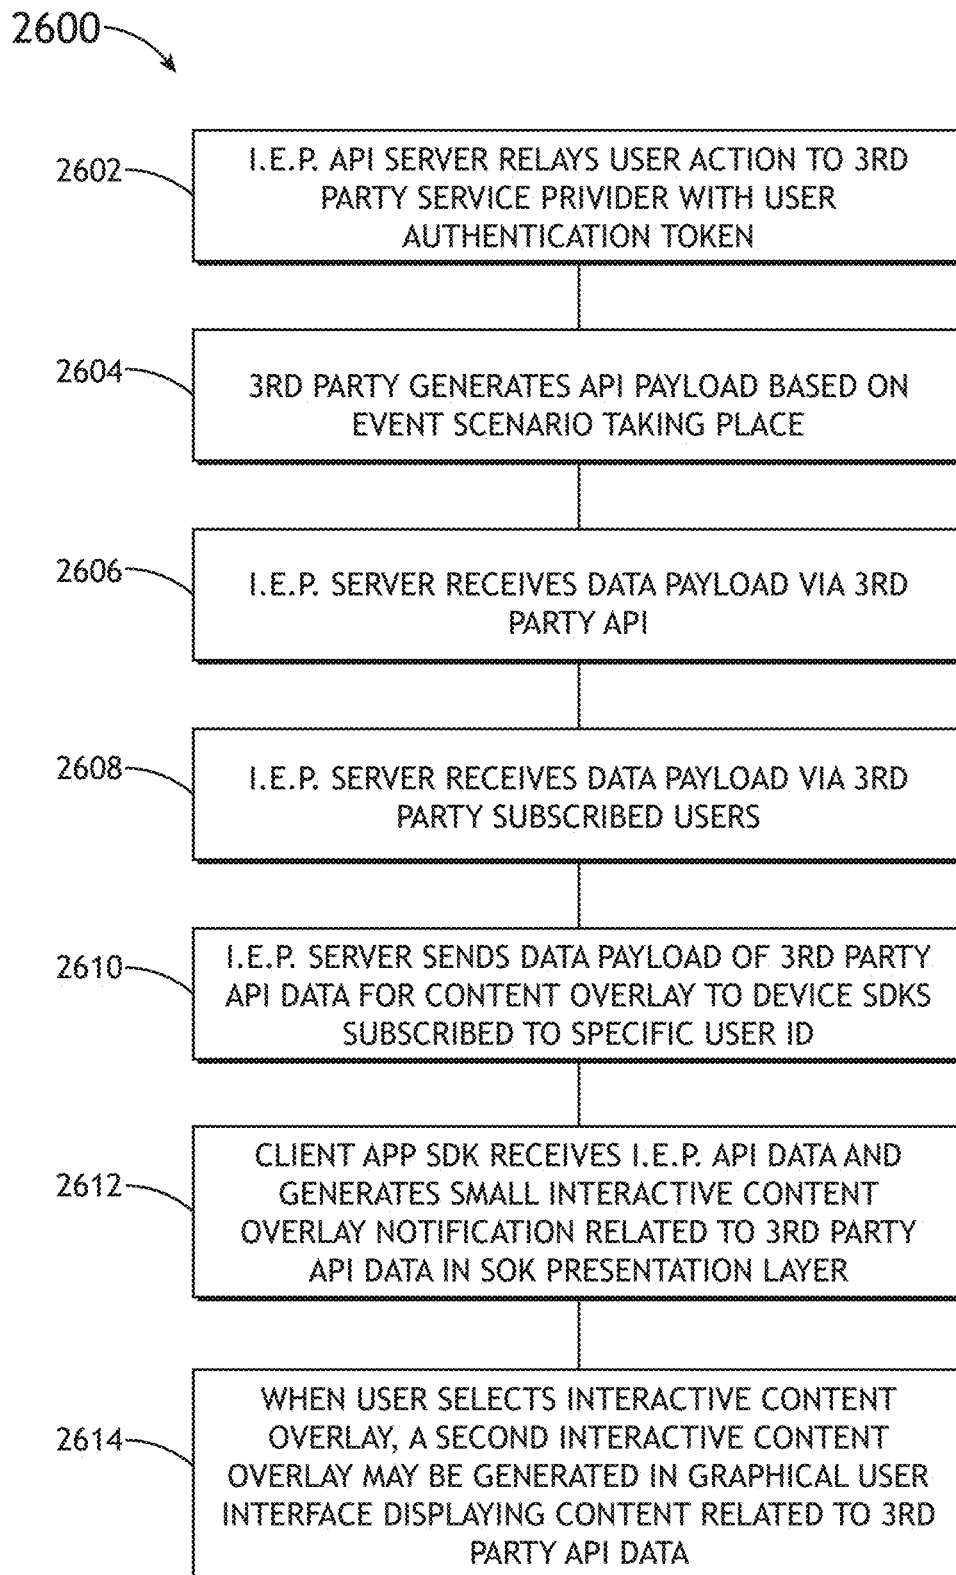 2600
2602
I.E.P. API SERVER RELAYS USER ACTION TO 3RD
PARTY SERVICE PROVIDER WITH USER
AUTHENTICATION TOKEN
2604
3RD PARTY GENERATES API PAYLOAD BASED ON
EVENT SCENARIO TAKING PLACE
2606
I.E.P. SERVER RECEIVES DATA PAYLOAD VIA 3RD
PARTY API
2608
I.E.P. SERVER RECEIVES DATA PAYLOAD VIA 3RD
PARTY SUBSCRIBED USERS
2610
I.E.P. SERVER SENDS DATA PAYLOAD OF 3RD PARTY
API DATA FOR CONTENT OVERLAY TO DEVICE SDKS
SUBSCRIBED TO SPECIFIC USER ID
2612
CLIENT APP SDK RECEIVES I.E.P. API DATA AND
GENERATES SMALL INTERACTIVE CONTENT
OVERLAY NOTIFICATION RELATED TO 3RD PARTY
API DATA IN SOK PRESENTATION LAYER
2614
WHEN USER SELECTS INTERACTIVE CONTENT
OVERLAY, A SECOND INTERACTIVE CONTENT
OVERLAY MAY BE GENERATED IN GRAPHICAL USER
INTERFACE DISPLAYING CONTENT RELATED TO 3RD
PARTY API DATA